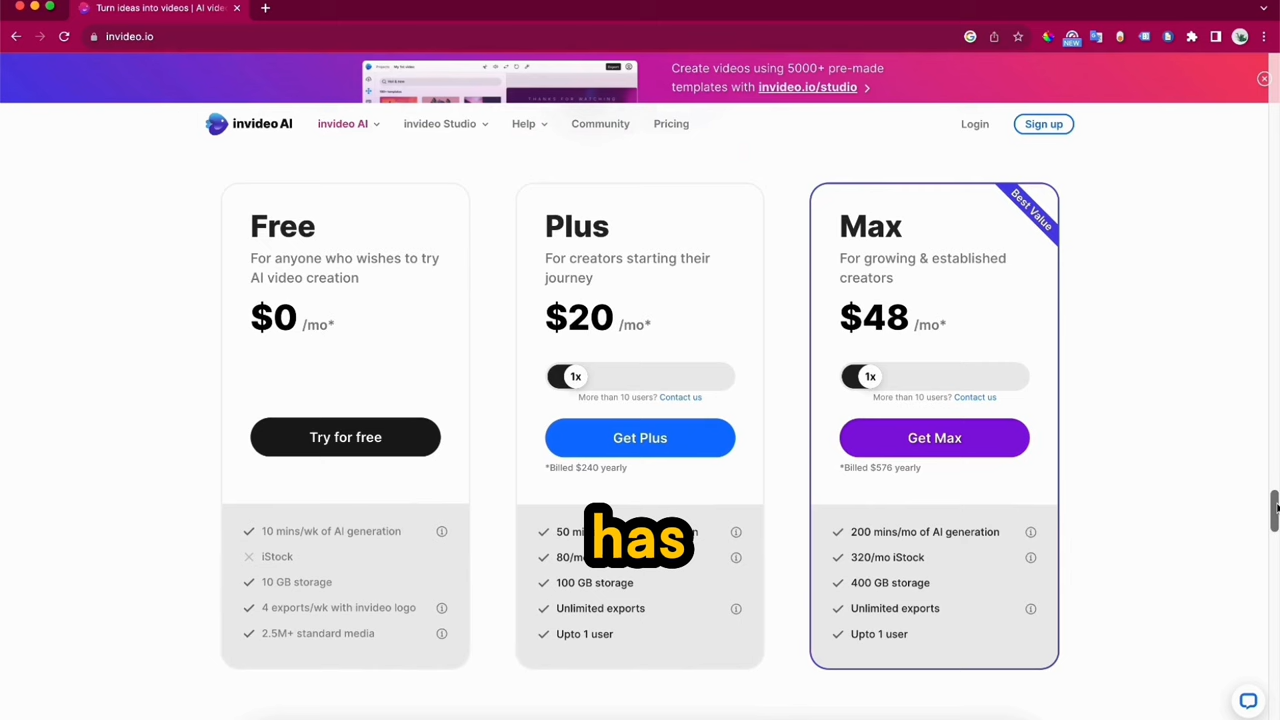 Turn ideas into videos | AI vide
invideo.io
NEW
Create videos using 5000+ pre-made
templates with invideo.io/studio >
invideo AI
invideo AI
invideo Studio
Help
Community
Pricing
Login
Sign up
Free
For anyone who wishes to try
AI video creation
$0 /mo*
Try for free
10 mins/wk of AI generation
iStock
10 GB storage
4 exports/wk with invideo logo
2.5M+ standard media
Plus
For creators starting their
journey
$20 /mo*
1x
More than 10 users? Contact us
Get Plus
*Billed $240 yearly
50
80/m
100 GB storage
Unlimited exports
Upto 1 user
has
Best Value
Max
For growing & established
creators
$48 /mo*
1x
More than 10 users? Contact us
Get Max
*Billed $576 yearly
200 mins/mo of AI generation
320/mo iStock
400 GB storage
Unlimited exports
Upto 1 user